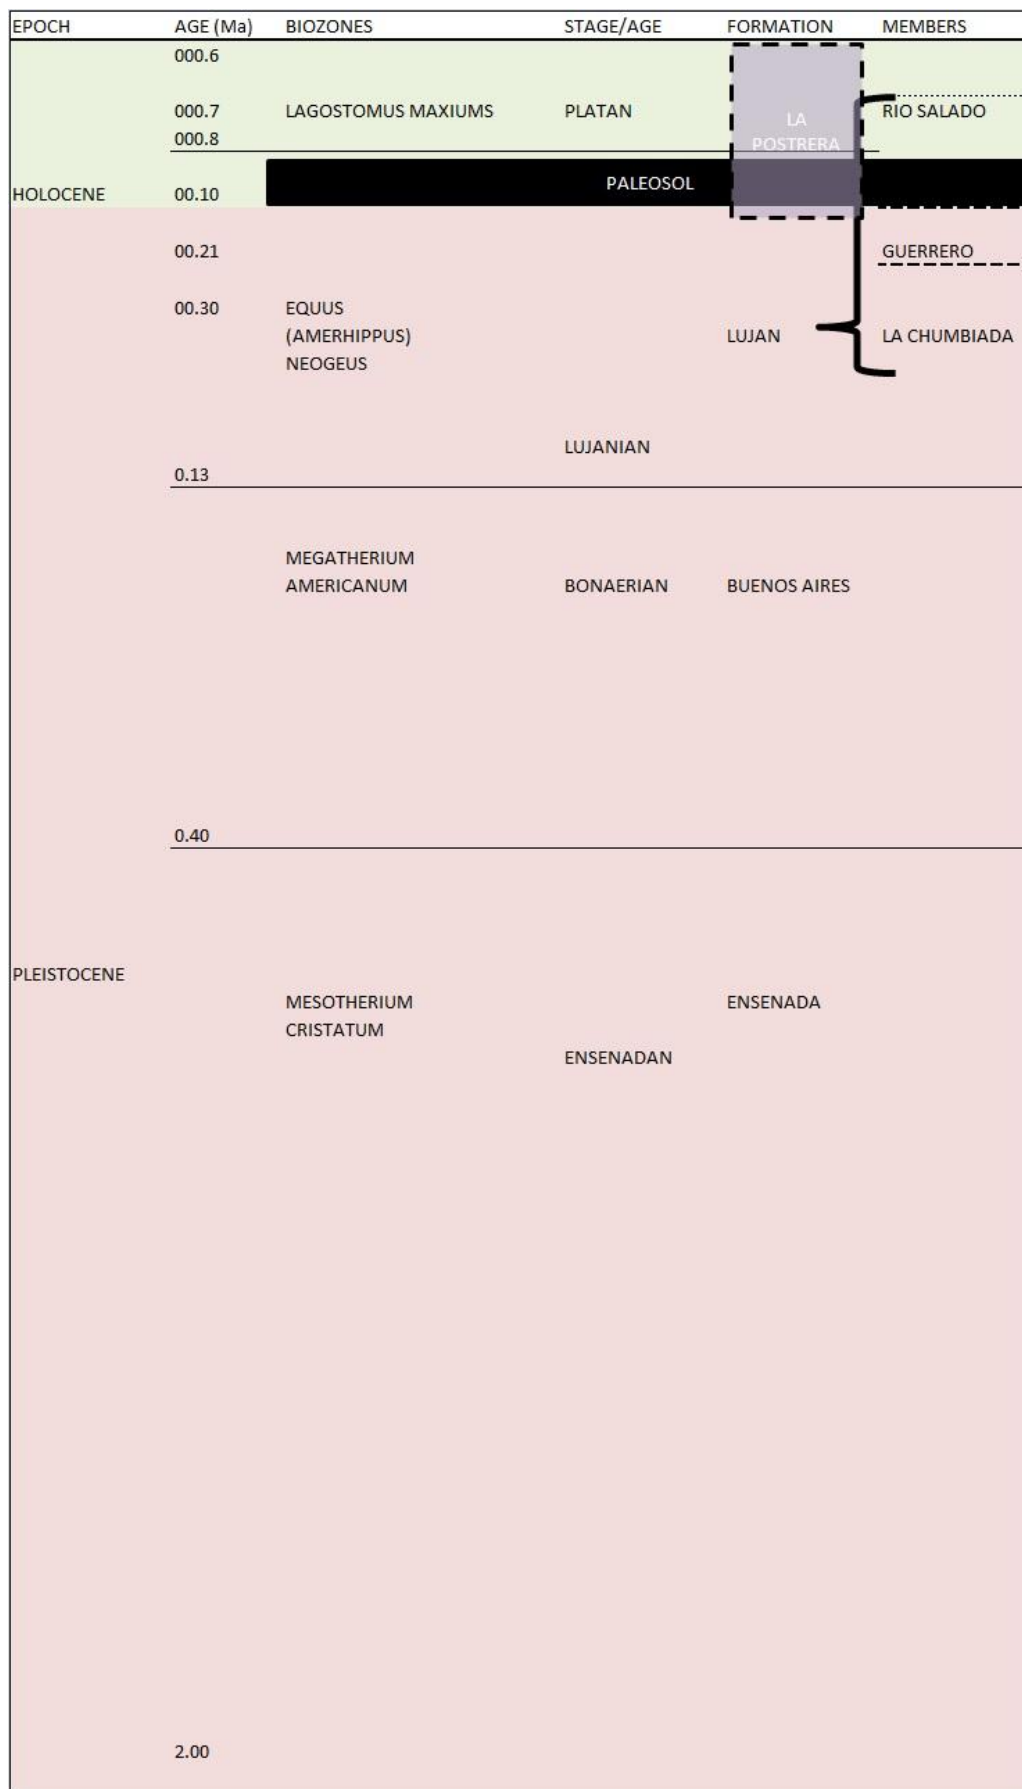 EPOCH AGE (Ma) BIOZONES STAGE/AGE FORMATION MEMBERS
000.6
000.7 LAGOSTOMUS MAXIUMS PLATAN LA RIO SALADO
000.8 POSTRERA
PALEOSOL
HOLOCENE 00.10
00.21 GUERRERO
00.30 EQUUS
(AMERHIPPUS) LUJAN LA CHUMBIADA
NEOGEUS
LUJANIAN
0.13
MEGATHERIUM
AMERICANUM BONAERIAN BUENOS AIRES
0.40
PLEISTOCENE
MESOTHERIUM ENSENADA
CRISTATUM
ENSENADAN
2.00